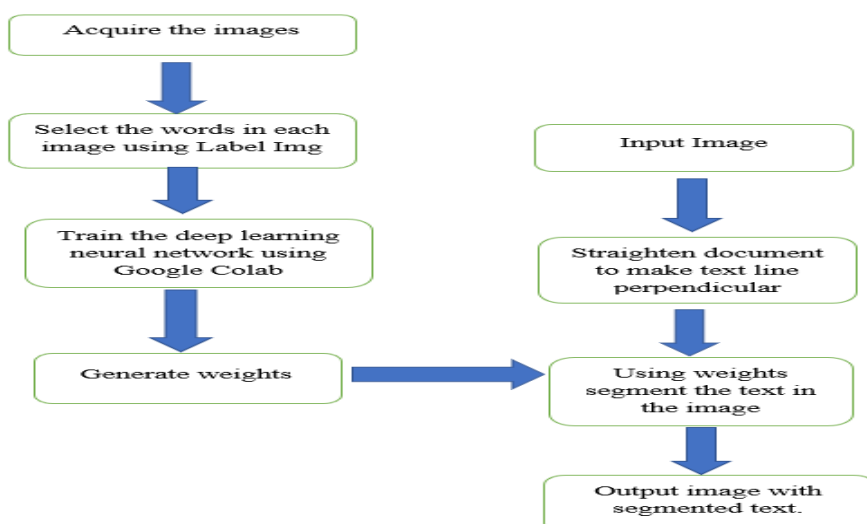 Acquire the images
Select the words in each
image using Label Img
Train the deep learning
neural network using
Google Colab
Generate weights
Input Image
Straighten document
to make text line
perpendicular
Using weights
segment the text in
the image
Output image with
segmented text.